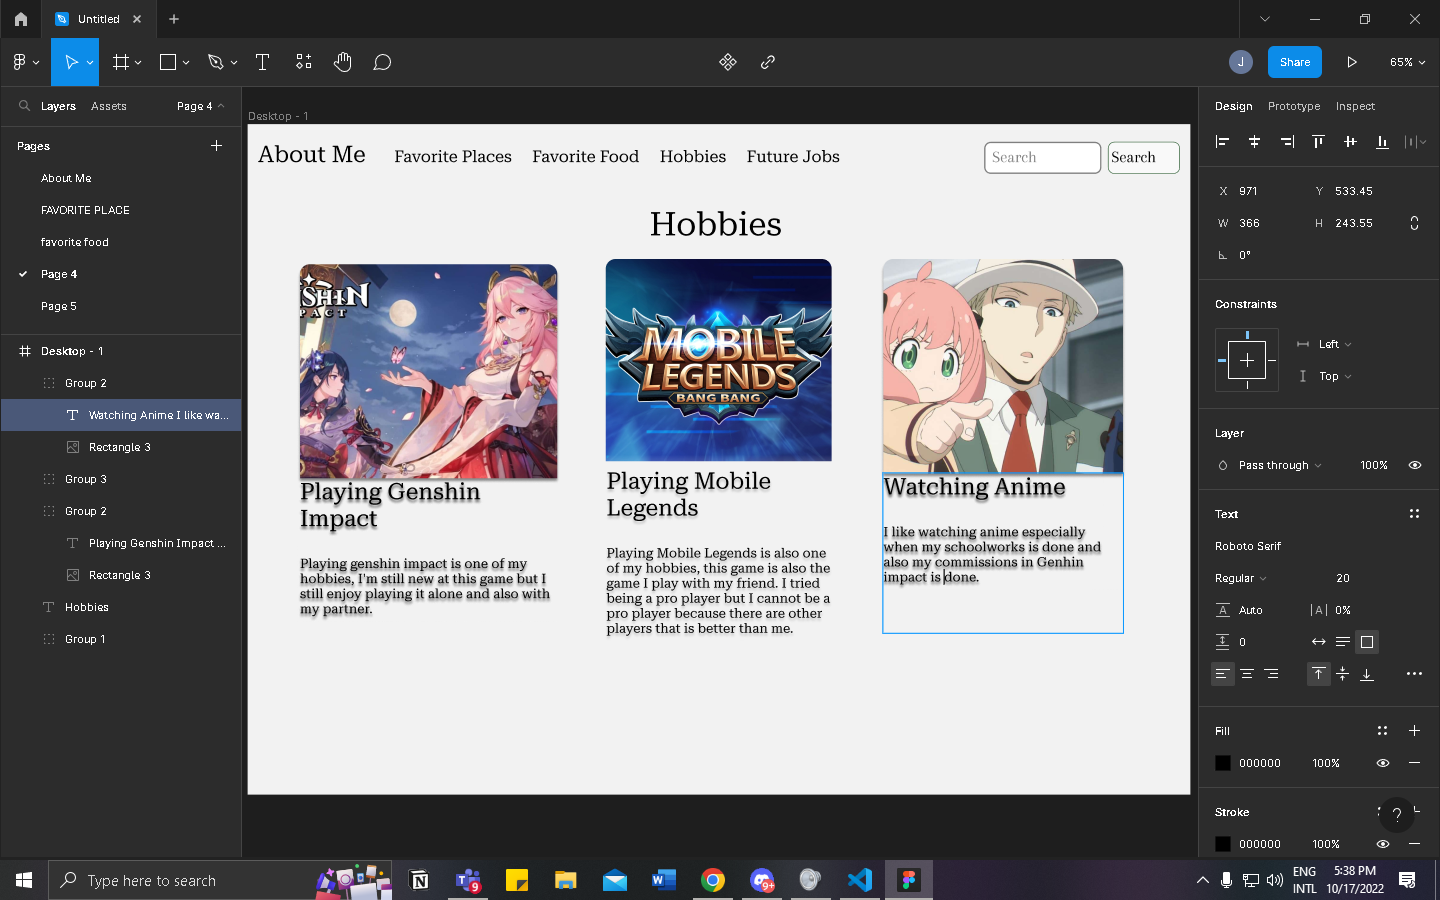 Untitled
Share
65%
J
Layers
Assets
Page 4
Pages
About Me
FAVORITE PLACE
favorite food
Page 4
Page 5
Desktop - 1
Group 2
Watching Anime I like wa...
Rectangle 3
Group 3
Group 2
Playing Genshin Impact ...
Rectangle 3
Hobbies
Group 1
Desktop - 1
About Me
Favorite Places
Favorite Food
Hobbies
Future Jobs
Search
Search
Hobbies
SHIN
PACT
MOBILE
LEGENDS
BANG BANG
Playing Genshin
Impact
Playing genshin impact is one of my
hobbies, I'm still new at this game but I
still enjoy playing it alone and also with
my partner.
Playing Mobile
Legends
Playing Mobile Legends is also one
of my hobbies, this game is also the
game I play with my friend. I tried
being a pro player but I cannot be a
pro player because there are other
players that is better than me.
Watching Anime
I like watching anime especially
when my schoolworks is done and
also my commissions in Genhin
impact is done.
Design
Prototype
Inspect
X 971
Y 533.45
W 366
H 243.55
0°
Constraints
Left
Top
Layer
Pass through
100%
Text
Roboto Serif
Regular
20
A Auto
|A| 0%
0
Fill
000000
100%
Stroke
000000
100%
?
Type here to search
9
9+
W
ENG
INTL
5:38 PM
10/17/2022